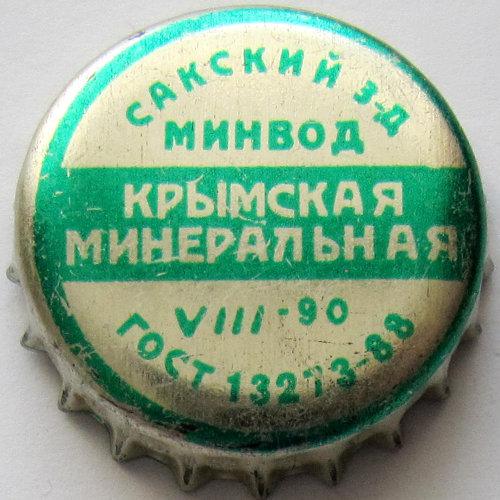 САКСКИЙ З-Д
МИНВОД
КРЫМСКАЯ
МИНЕРАЛЬНАЯ
VIII-90
ГОСТ 13273-88